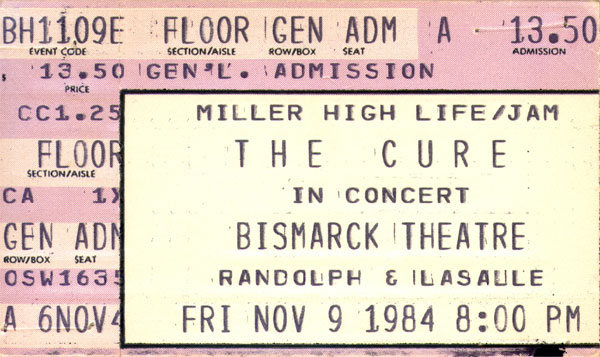 BH1109E FLOOR GEN ADM A 13.50
EVENT CODE SECTION/AISLE ROW/BOX SEAT ADMISSION
$ 13.50 GEN'L. ADMISSION
PRICE
CC1.25
MILLER HIGH LIFE/JAM
FLOOR
SECTION/AISLE
THE CURE
CA 1X
IN CONCERT
GEN ADM
ROW/BOX SEAT
BISMARCK THEATRE
OSW1635
RANDOLPH & LASALLE
A 6NOV4
FRI NOV 9 1984 8:00 PM